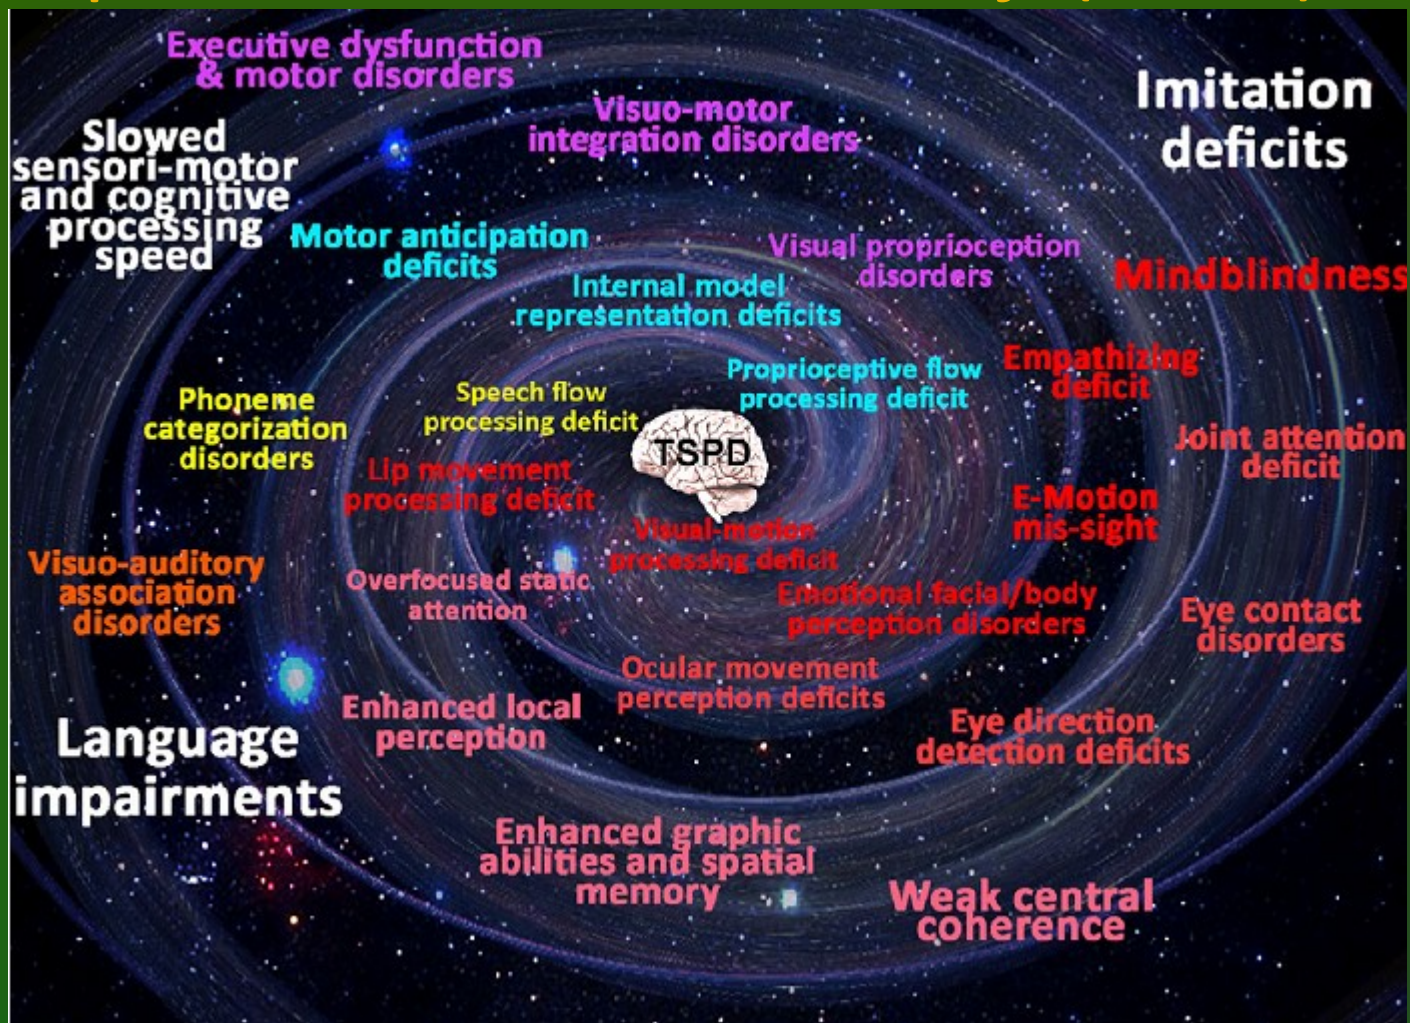 Executive dysfunction
& motor disorders
Visuo-motor
integration disorders
Imitation
deficits
Slowed
sensori-motor
and cognitive
processing
speed
Motor anticipation
deficits
Visual proprioception
disorders
Mindblindness
Internal model
representation deficits
Proprioceptive flow
processing deficit
Empathizing
deficit
Phoneme
categorization
disorders
Speech flow
processing deficit
TSPD
Joint attention
deficit
Lip movement
processing deficit
E-Motion
mis-sight
Visual-motion
processing deficit
Visuo-auditory
association
disorders
Overfocused static
attention
Emotional facial/body
perception disorders
Eye contact
disorders
Ocular movement
perception deficits
Enhanced local
perception
Eye direction
detection deficits
Language
impairments
Enhanced graphic
abilities and spatial
memory
Weak central
coherence